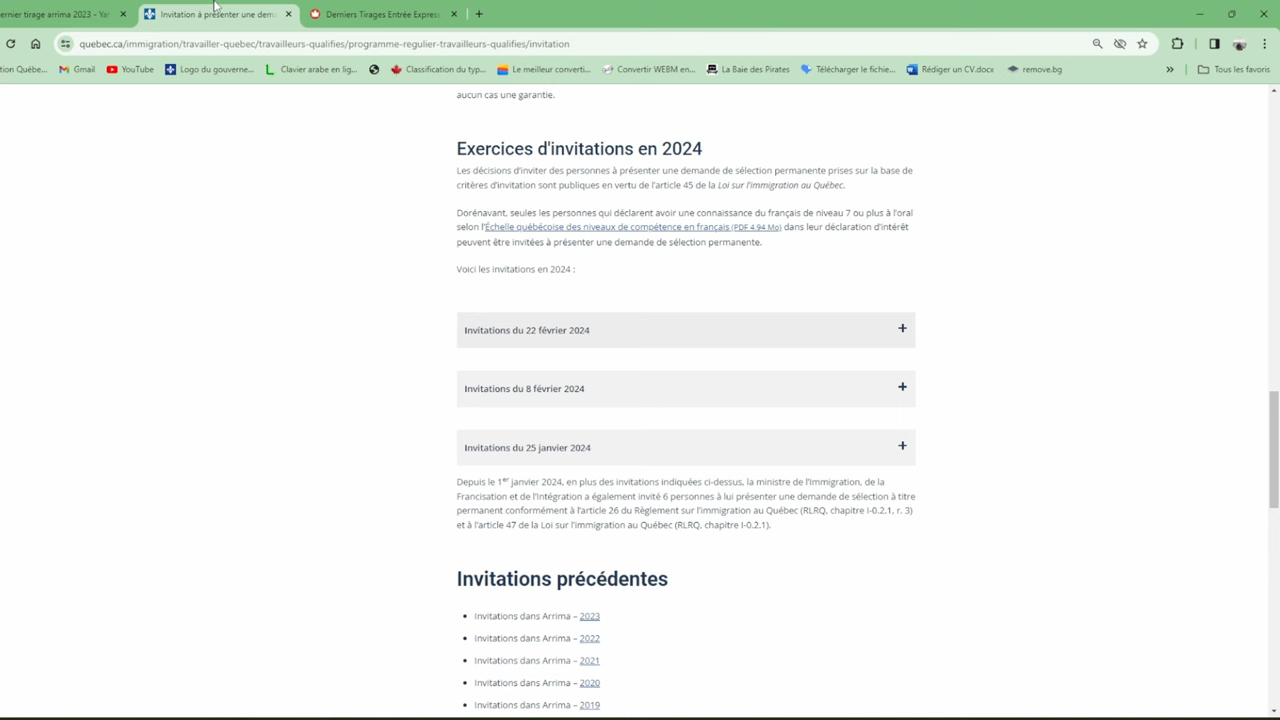 ernier tirage arrima 2023 - Yah
Invitation à présenter une dem
Derniers Tirages Entrée Express
quebec.ca/immigration/travailler-quebec/travailleurs-qualifies/programme-regulier-travailleurs-qualifies/invitation
tion Québe...
Gmail
YouTube
Logo du gouverne...
Clavier arabe en lig...
Classification du typ...
Le meilleur converti...
Convertir WEBM en...
La Baie des Pirates
Télécharger le fichie...
Rédiger un CV.docx
remove.bg
»
Tous les favoris
aucun cas une garantie.
Exercices d'invitations en 2024
Les décisions d'inviter des personnes à présenter une demande de sélection permanente prises sur la base de
critères d'invitation sont publiques en vertu de l'article 45 de la Loi sur l'immigration au Québec.
Dorénavant, seules les personnes qui déclarent avoir une connaissance du français de niveau 7 ou plus à l'oral
selon l'Échelle québécoise des niveaux de compétence en français (PDF 4.94 Mo) dans leur déclaration d'intérêt
peuvent être invitées à présenter une demande de sélection permanente.
Voici les invitations en 2024 :
Invitations du 22 février 2024
Invitations du 8 février 2024
Invitations du 25 janvier 2024
Depuis le 1er janvier 2024, en plus des invitations indiquées ci-dessus, la ministre de l'Immigration, de la
Francisation et de l'Intégration a également invité 6 personnes à lui présenter une demande de sélection à titre
permanent conformément à l'article 26 du Règlement sur l'immigration au Québec (RLRQ, chapitre I-0.2.1, r. 3)
et à l'article 47 de la Loi sur l'immigration au Québec (RLRQ, chapitre I-0.2.1).
Invitations précédentes
Invitations dans Arrima – 2023
Invitations dans Arrima – 2022
Invitations dans Arrima – 2021
Invitations dans Arrima – 2020
Invitations dans Arrima – 2019